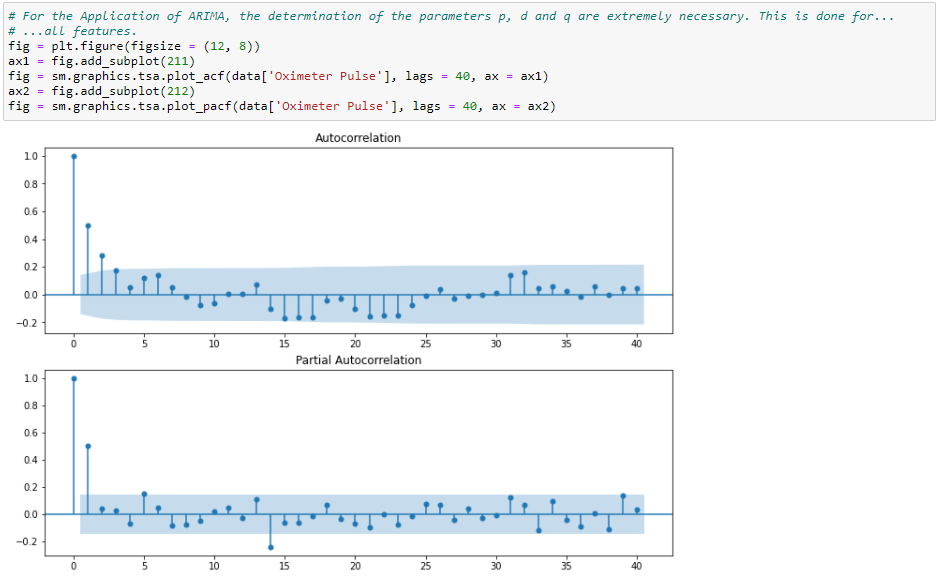 # For the Application of ARIMA, the determination of the parameters p, d and q are extremely necessary. This is done for...
# ...all features.
fig = plt.figure(figsize = (12, 8))
ax1 = fig.add_subplot(211)
fig = sm.graphics.tsa.plot_acf(data['Oximeter Pulse'], lags = 40, ax = ax1)
ax2 = fig.add_subplot(212)
fig = sm.graphics.tsa.plot_pacf(data['Oximeter Pulse'], lags = 40, ax = ax2)
Autocorrelation
1.0
0.8
0.6
0.4
0.2
0.0
−0.2
0 5 10 15 20 25 30 35 40
Partial Autocorrelation
1.0
0.8
0.6
0.4
0.2
0.0
−0.2
0 5 10 15 20 25 30 35 40